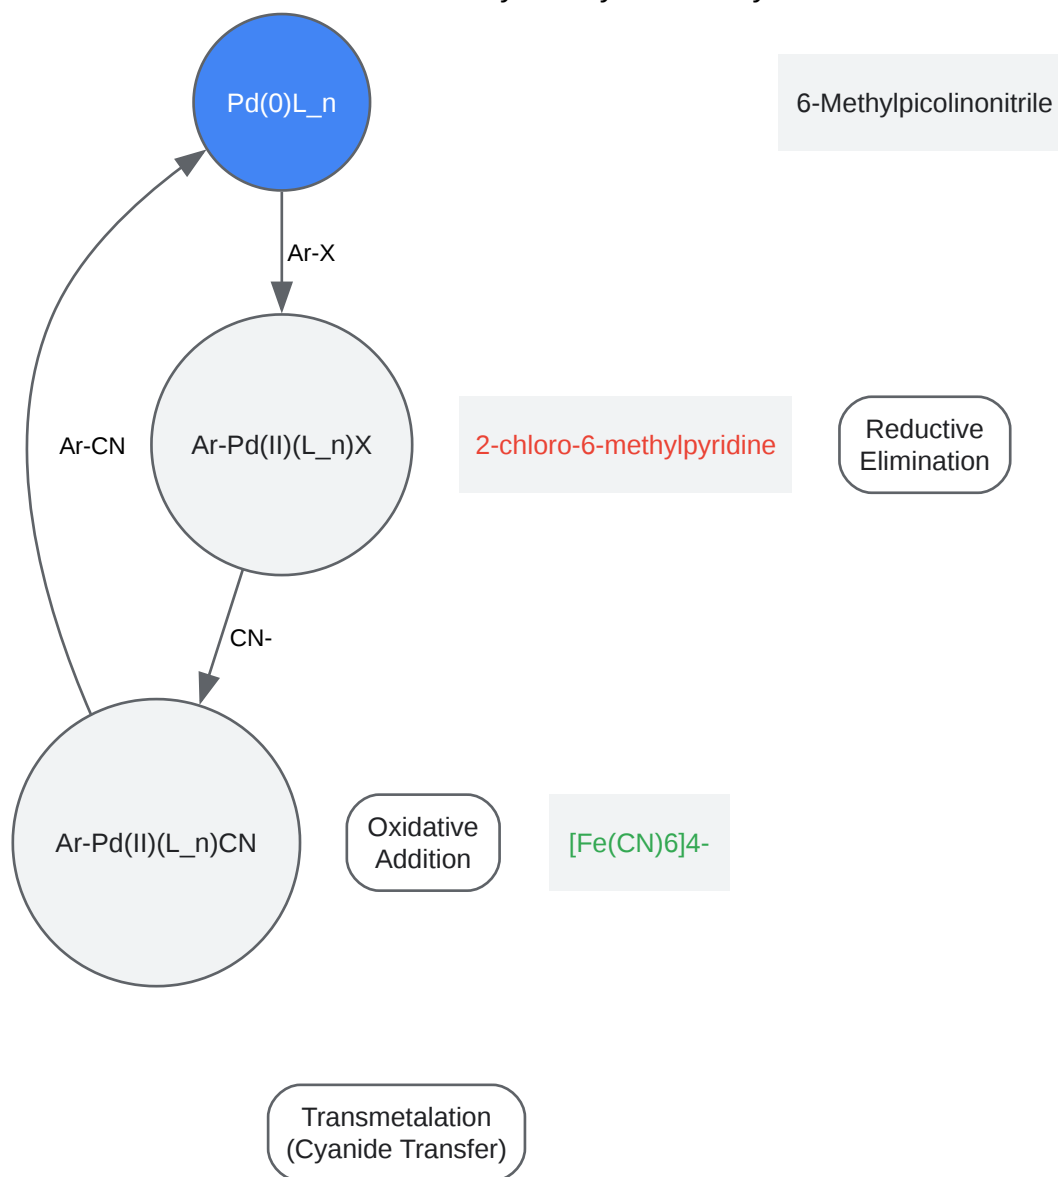 Pd(0)L_n
6-Methylpicolinonitrile
Ar-X
Ar-CN
Ar-Pd(II)(L_n)X
2-chloro-6-methylpyridine
Reductive
Elimination
CN-
Ar-Pd(II)(L_n)CN
Oxidative
Addition
[Fe(CN)6]4-
Transmetalation
(Cyanide Transfer)